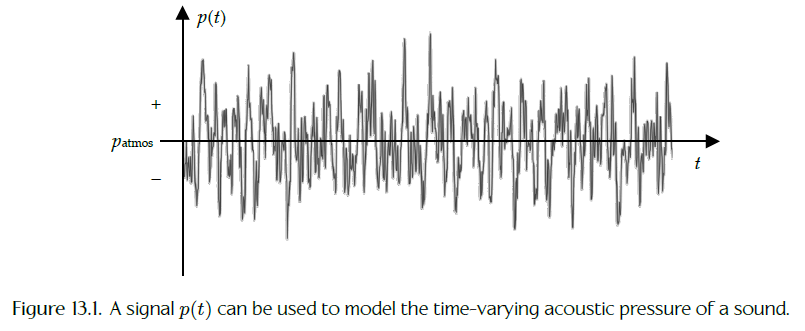 p(t)
+
patmos
−
t
Figure 13.1. A signal p(t) can be used to model the time-varying acoustic pressure of a sound.